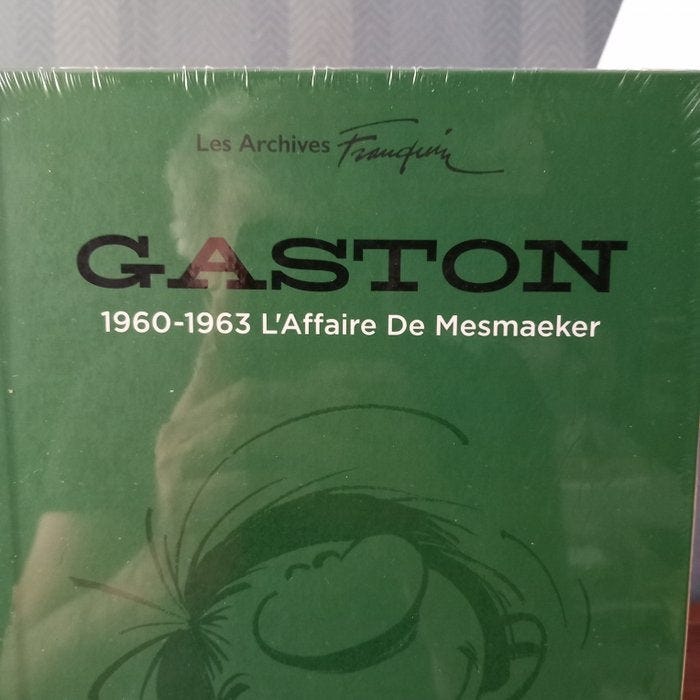 Les Archives Franquin
GASTON
1960-1963 L'Affaire De Mesmaeker